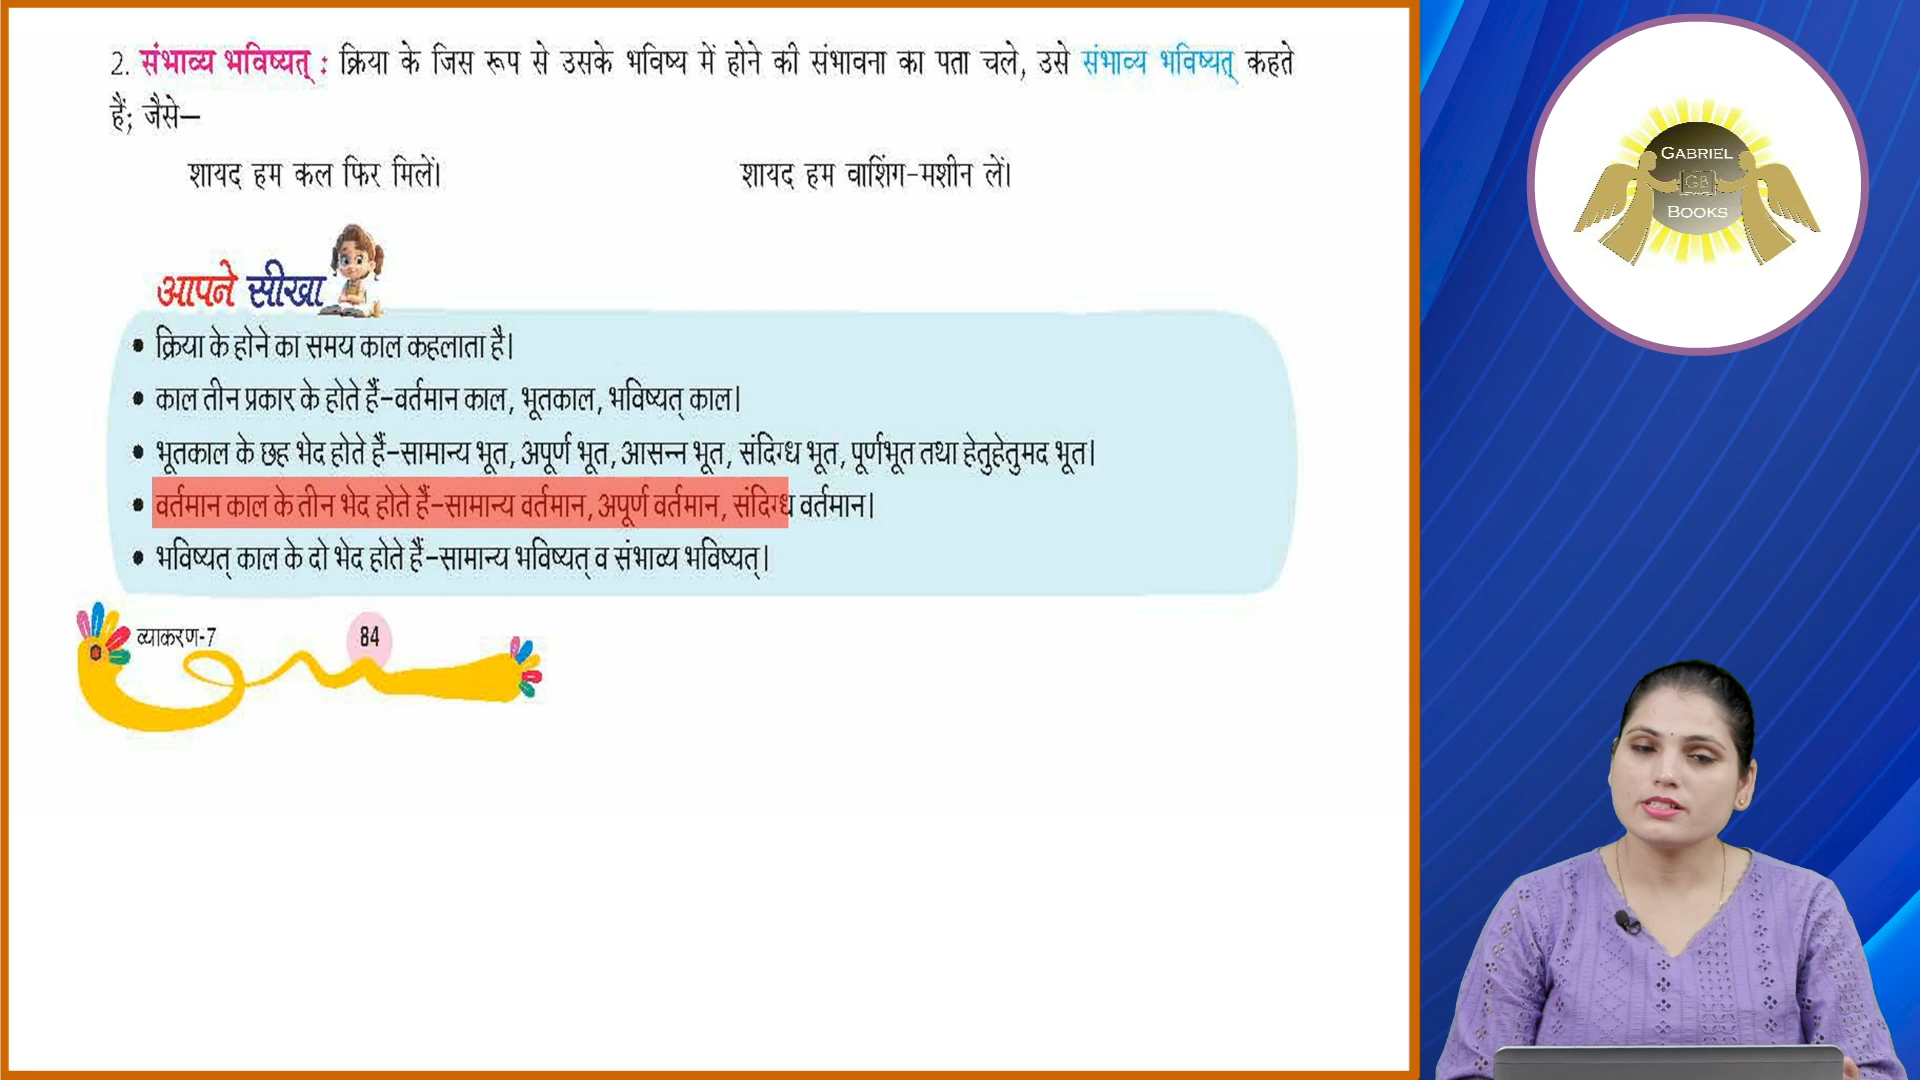 2. संभाव्य भविष्यत् : क्रिया के जिस रूप से उसके भविष्य में होने की संभावना का पता चले, उसे संभाव्य भविष्यत् कहते
हैं; जैसे—
शायद हम कल फिर मिलें।
शायद हम वाशिंग-मशीन लें।
आपने सीखा
• क्रिया के होने का समय काल कहलाता है।
• काल तीन प्रकार के होते हैं-वर्तमान काल, भूतकाल, भविष्यत् काल।
• भूतकाल के छह भेद होते हैं-सामान्य भूत, अपूर्ण भूत, आसन्न भूत, संदिग्ध भूत, पूर्णभूत तथा हेतुहेतुमद भूत।
• वर्तमान काल के तीन भेद होते हैं-सामान्य वर्तमान, अपूर्ण वर्तमान, संदिग्ध वर्तमान।
• भविष्यत् काल के दो भेद होते हैं-सामान्य भविष्यत् व संभाव्य भविष्यत्।
व्याकरण-7
84
GABRIEL
GB
BOOKS